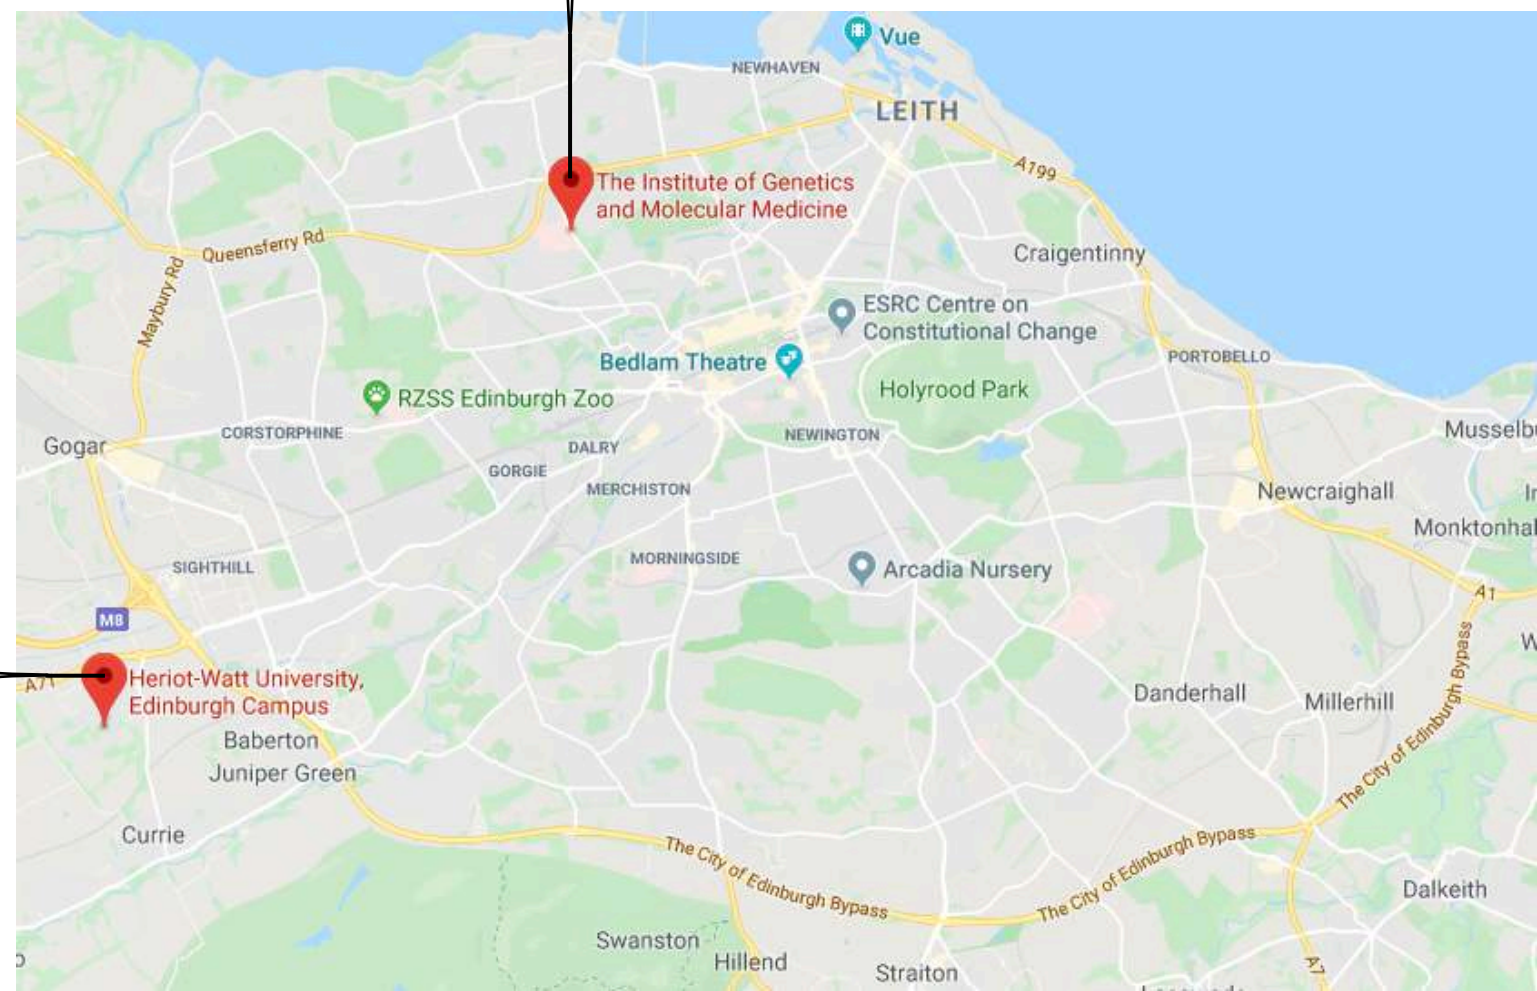 Vue
NEWHAVEN
LEITH
A199
The Institute of Genetics
and Molecular Medicine
Queensferry Rd
Maybury Rd
Craigentinny
ESRC Centre on
Constitutional Change
Bedlam Theatre
PORTOBELLO
RZSS Edinburgh Zoo
Holyrood Park
CORSTORPHINE
Gogar
DALRY
NEWINGTON
Musselbu
GORGIE
MERCHISTON
Newcraighall
In
Monktonhal
SIGHTHILL
MORNINGSIDE
Arcadia Nursery
A1
M8
W
A71
Heriot-Watt University,
Edinburgh Campus
Danderhall
Millerhill
The City of Edinburgh Bypass
Baberton
Juniper Green
Currie
The City of Edinburgh Bypass
The City of Edinburgh Bypass
Dalkeith
Swanston
Hillend
Straiton
A7